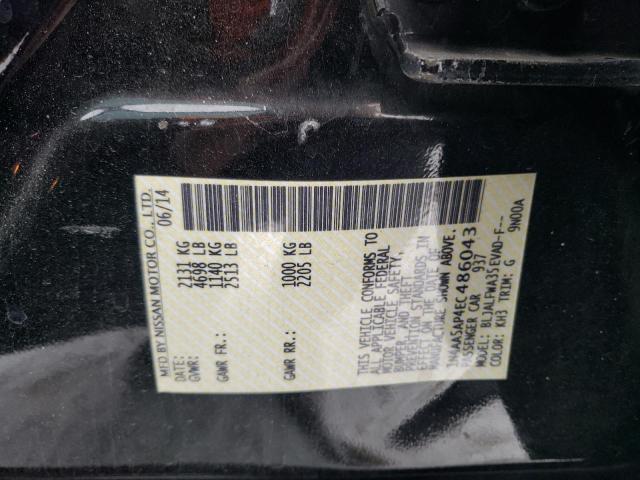 MFD. BY NISSAN MOTOR CO., LTD.
DATE: 06/14
GVWR: 2131 KG
4698 LB
GAWR FR.: 1140 KG
2513 LB
GAWR RR.: 1000 KG
2205 LB
THIS VEHICLE CONFORMS TO
ALL APPLICABLE FEDERAL
MOTOR VEHICLE SAFETY,
BUMPER, AND THEFT
PREVENTION STANDARDS IN
EFFECT ON THE DATE OF
MANUFACTURE SHOWN ABOVE.
1N4AA5AP4EC486043
PASSENGER CAR 937
MODEL: BLJALFWA35EVAD-F---
COLOR: KH3 TRIM: G 9N00A